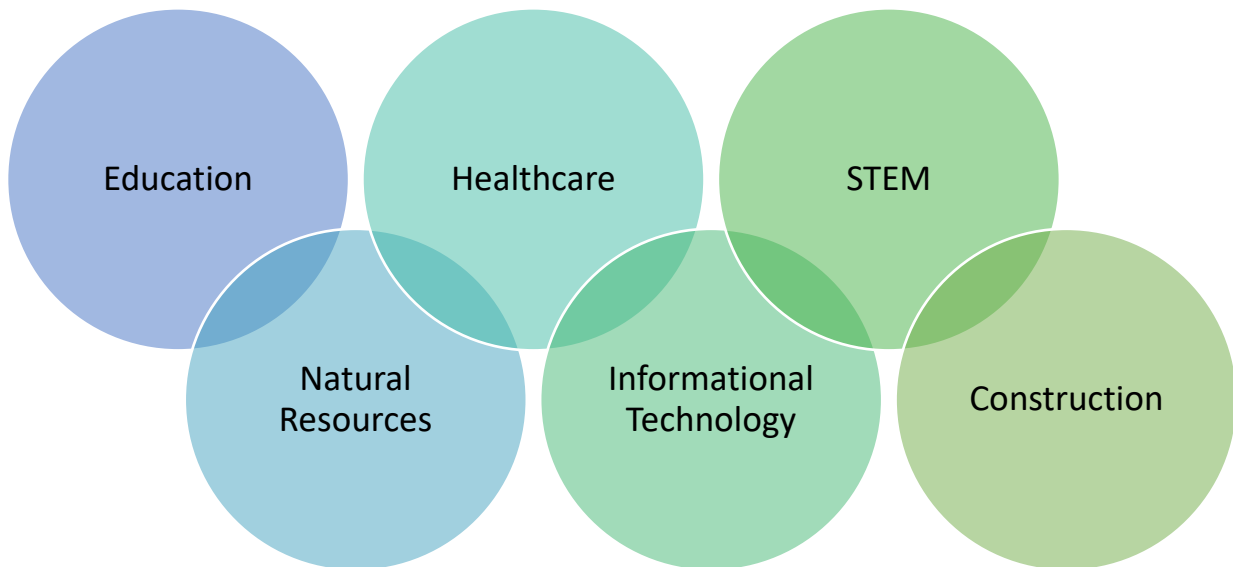 Education
Healthcare
STEM
Natural
Resources
Informational
Technology
Construction